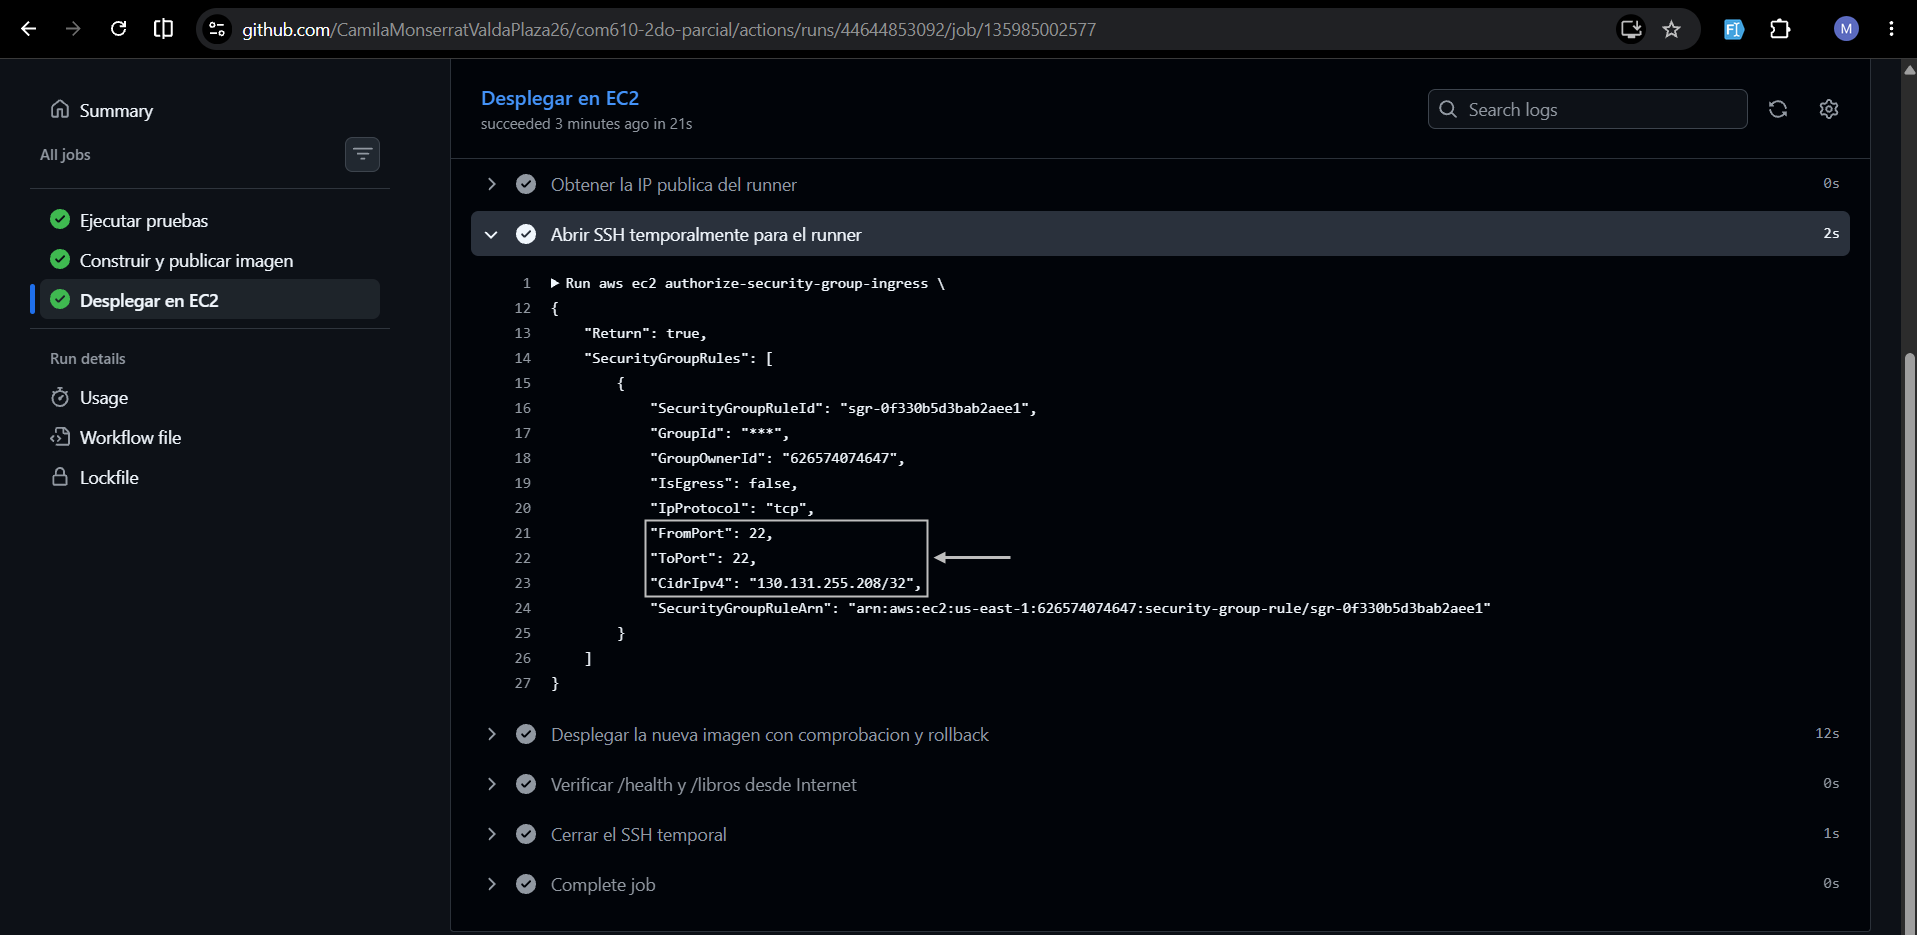 github.com/CamilaMonserratValdaPlaza26/com610-2do-parcial/actions/runs/44644853092/job/135985002577
M
Summary
All jobs
Ejecutar pruebas
Construir y publicar imagen
Desplegar en EC2
Run details
Usage
Workflow file
Lockfile
Desplegar en EC2
succeeded 3 minutes ago in 21s
Search logs
Obtener la IP publica del runner 0s
Abrir SSH temporalmente para el runner 2s
1 Run aws ec2 authorize-security-group-ingress \
12 {
13 "Return": true,
14 "SecurityGroupRules": [
15 {
16 "SecurityGroupRuleId": "sgr-0f330b5d3bab2aee1",
17 "GroupId": "***",
18 "GroupOwnerId": "626574074647",
19 "IsEgress": false,
20 "IpProtocol": "tcp",
21 "FromPort": 22,
22 "ToPort": 22,
23 "CidrIpv4": "130.131.255.208/32",
24 "SecurityGroupRuleArn": "arn:aws:ec2:us-east-1:626574074647:security-group-rule/sgr-0f330b5d3bab2aee1"
25 }
26 ]
27 }
Desplegar la nueva imagen con comprobacion y rollback 12s
Verificar /health y /libros desde Internet 0s
Cerrar el SSH temporal 1s
Complete job 0s